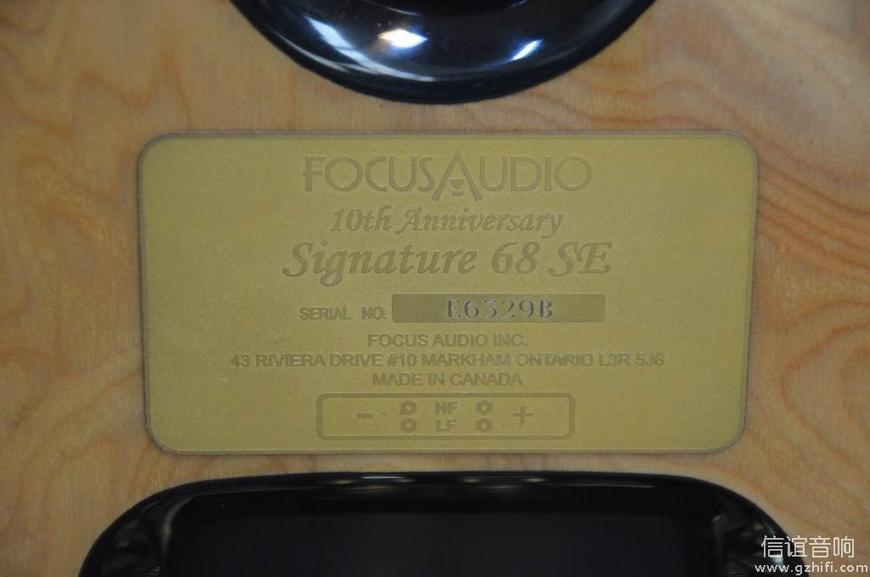 FOCUSAUDIO
10th Anniversary
Signature 68 SE
SERIAL NO. E6329B
FOCUS AUDIO INC.
43 RIVIERA DRIVE #10 MARKHAM ONTARIO L3R 5J6
MADE IN CANADA
- HF +
LF
信谊音响
www.gzhifi.com